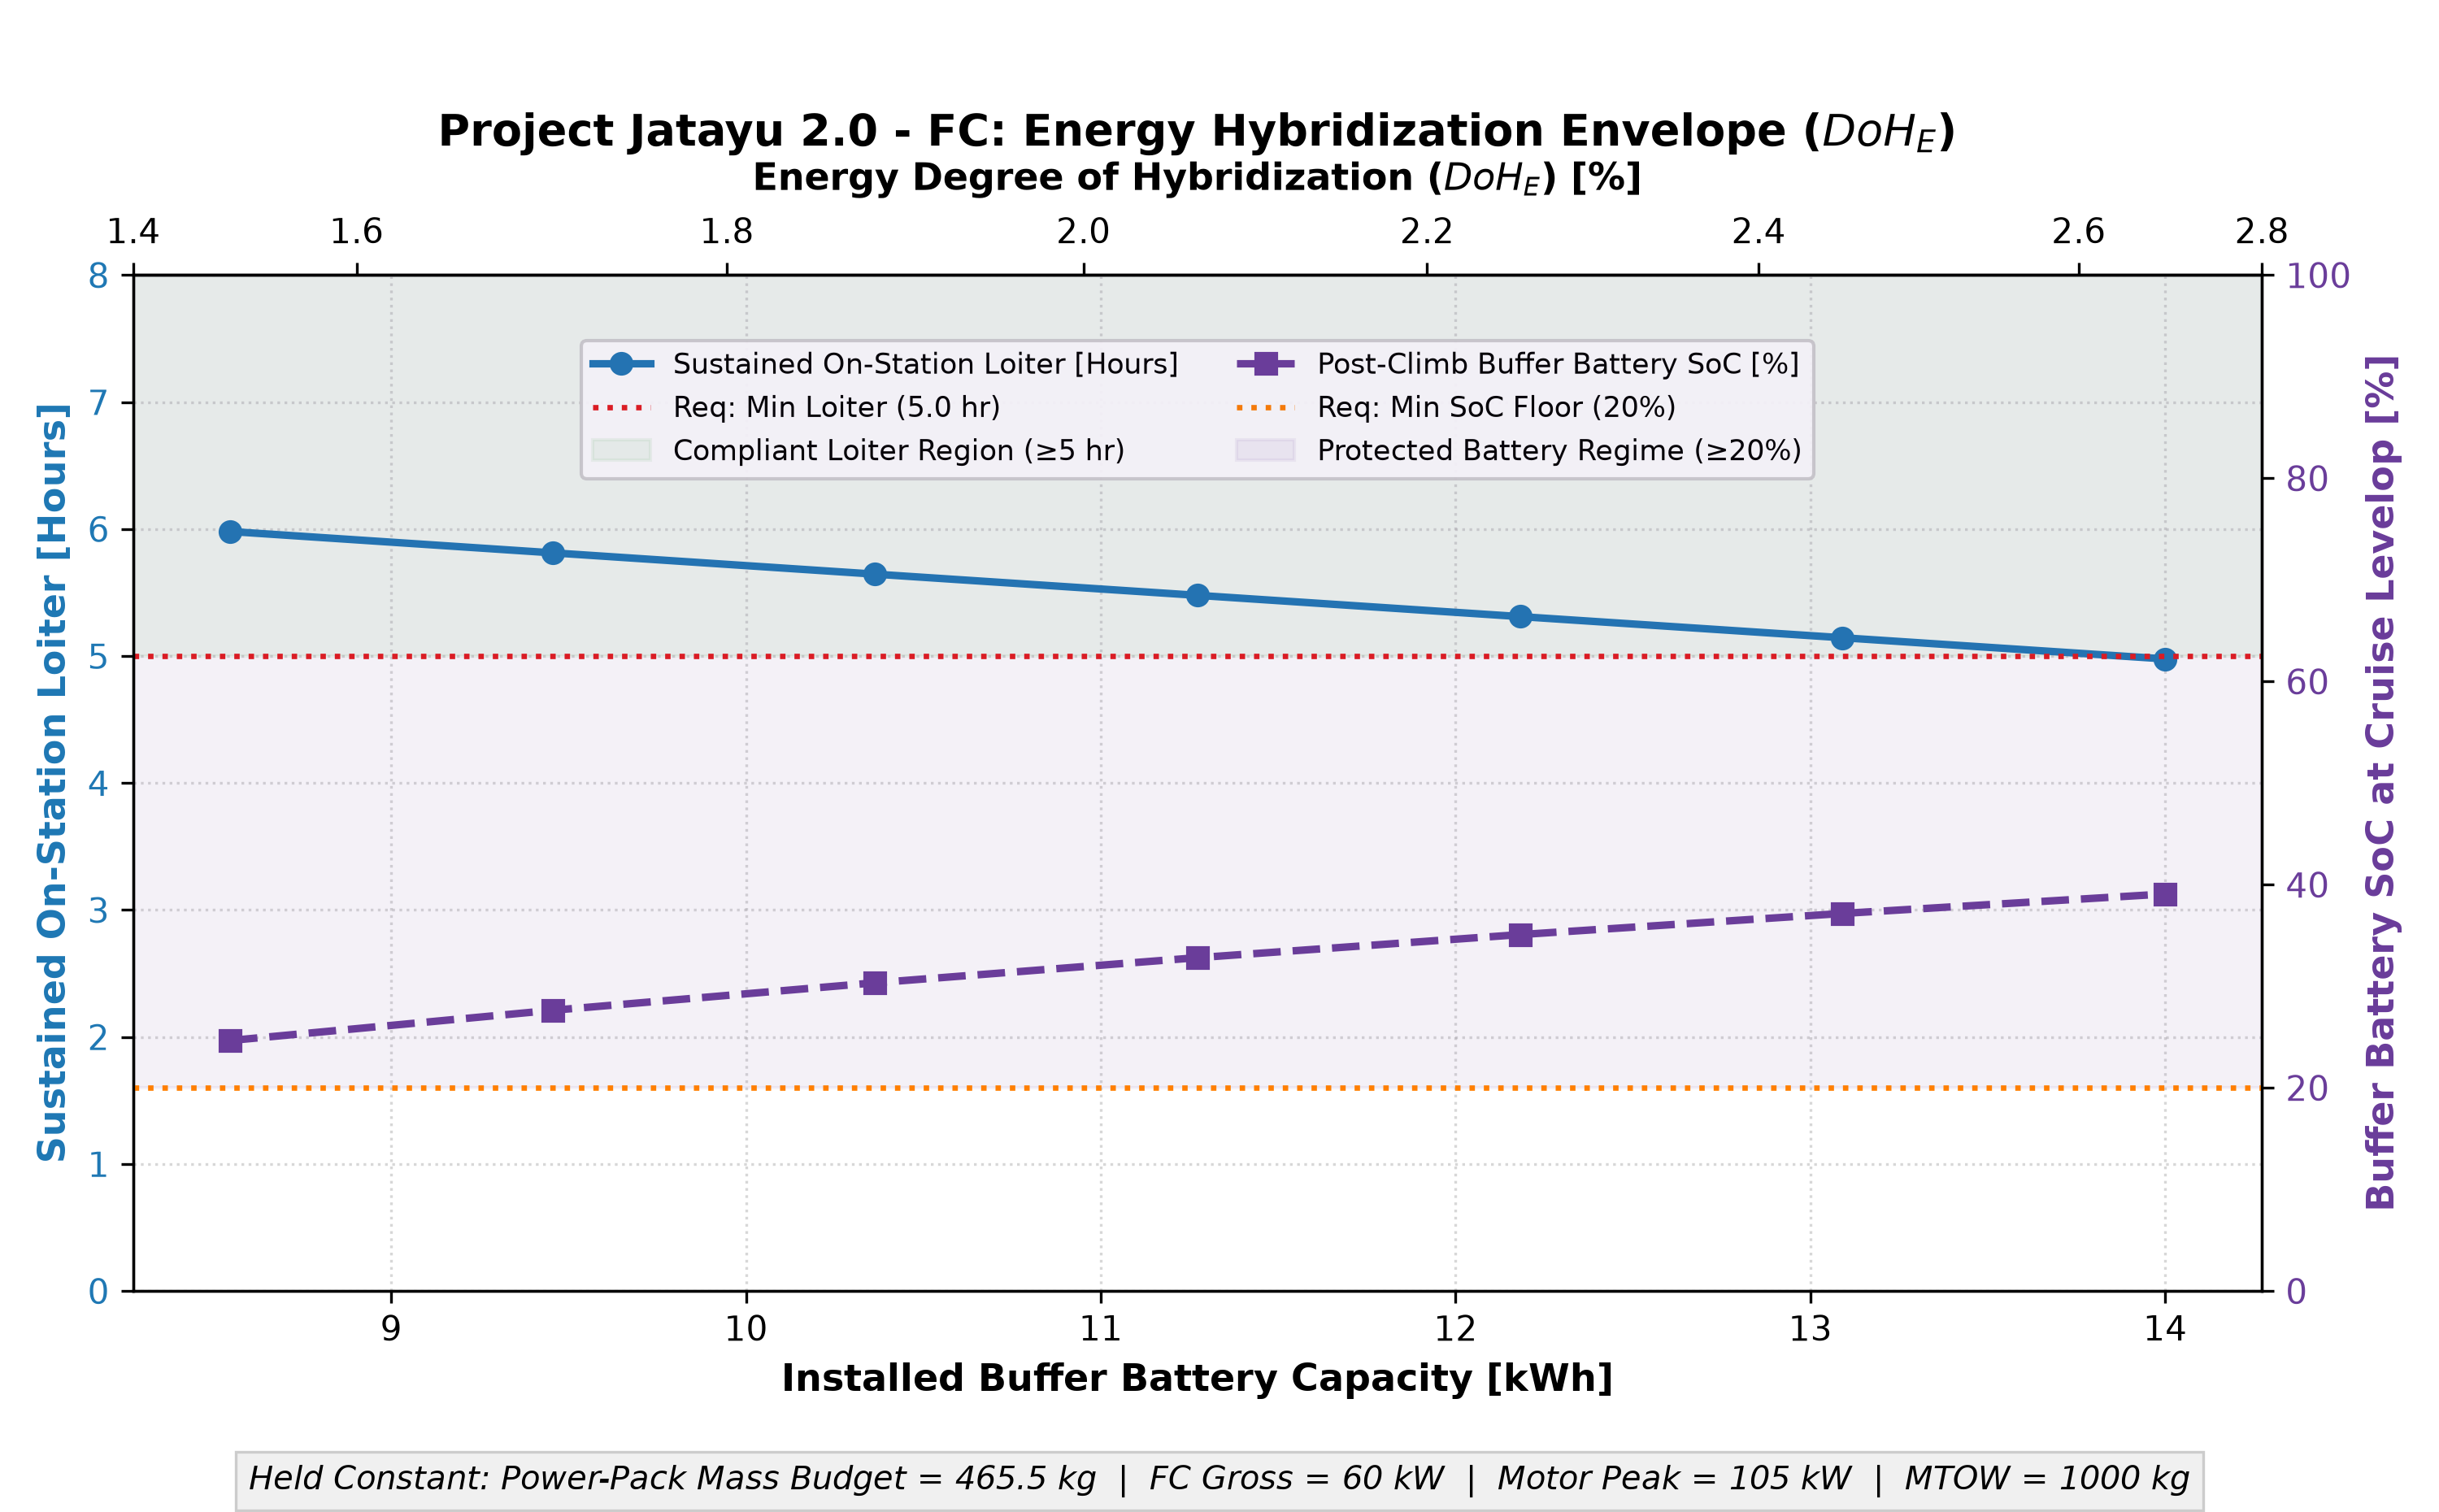 Project Jatayu 2.0 - FC: Energy Hybridization Envelope (DoH_E)
Energy Degree of Hybridization (DoH_E) [%]
1.4 1.6 1.8 2.0 2.2 2.4 2.6 2.8
Sustained On-Station Loiter [Hours]
8
7
6
5
4
3
2
1
0
Sustained On-Station Loiter [Hours]
Req: Min Loiter (5.0 hr)
Compliant Loiter Region (≥5 hr)
Post-Climb Buffer Battery SoC [%]
Req: Min SoC Floor (20%)
Protected Battery Regime (≥20%)
100
80
60
40
20
0
Buffer Battery SoC at Cruise Levelop [%]
9 10 11 12 13 14
Installed Buffer Battery Capacity [kWh]
Held Constant: Power-Pack Mass Budget = 465.5 kg | FC Gross = 60 kW | Motor Peak = 105 kW | MTOW = 1000 kg